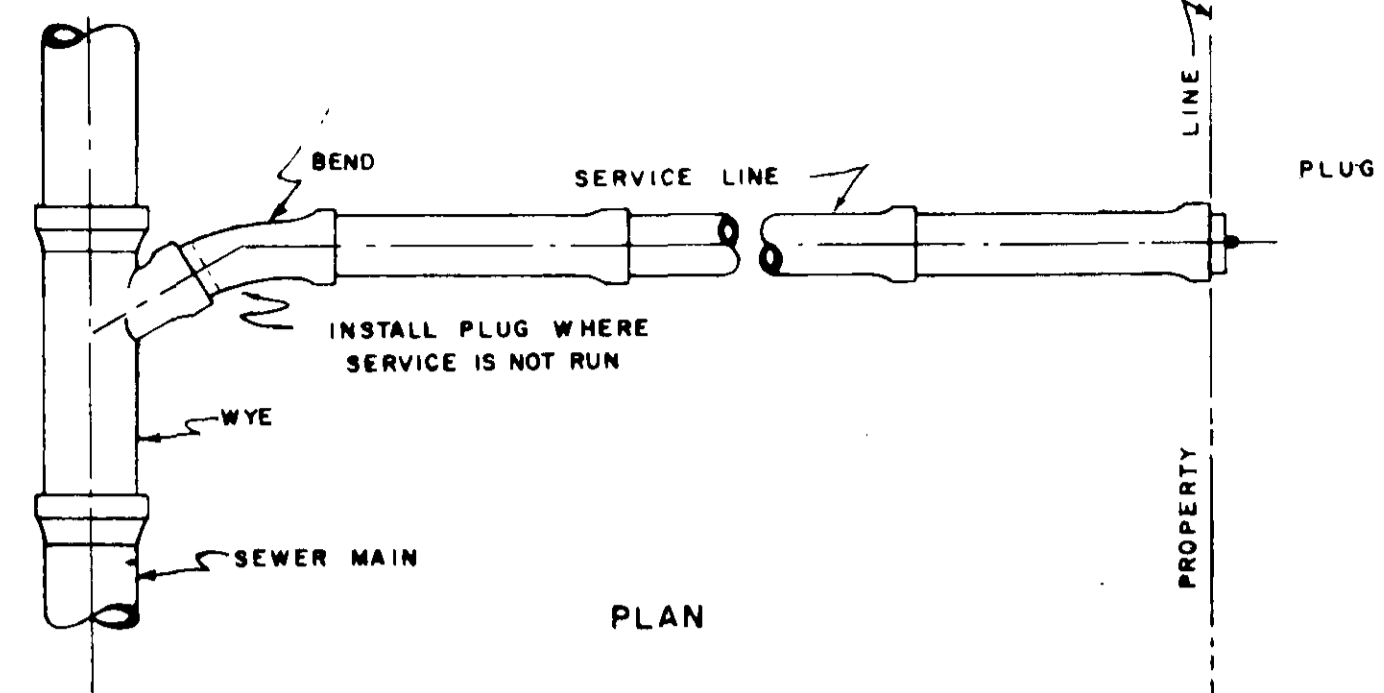 LINE
PLUG
BEND
SERVICE LINE
INSTALL PLUG WHERE
SERVICE IS NOT RUN
WYE
PROPERTY
SEWER MAIN
PLAN